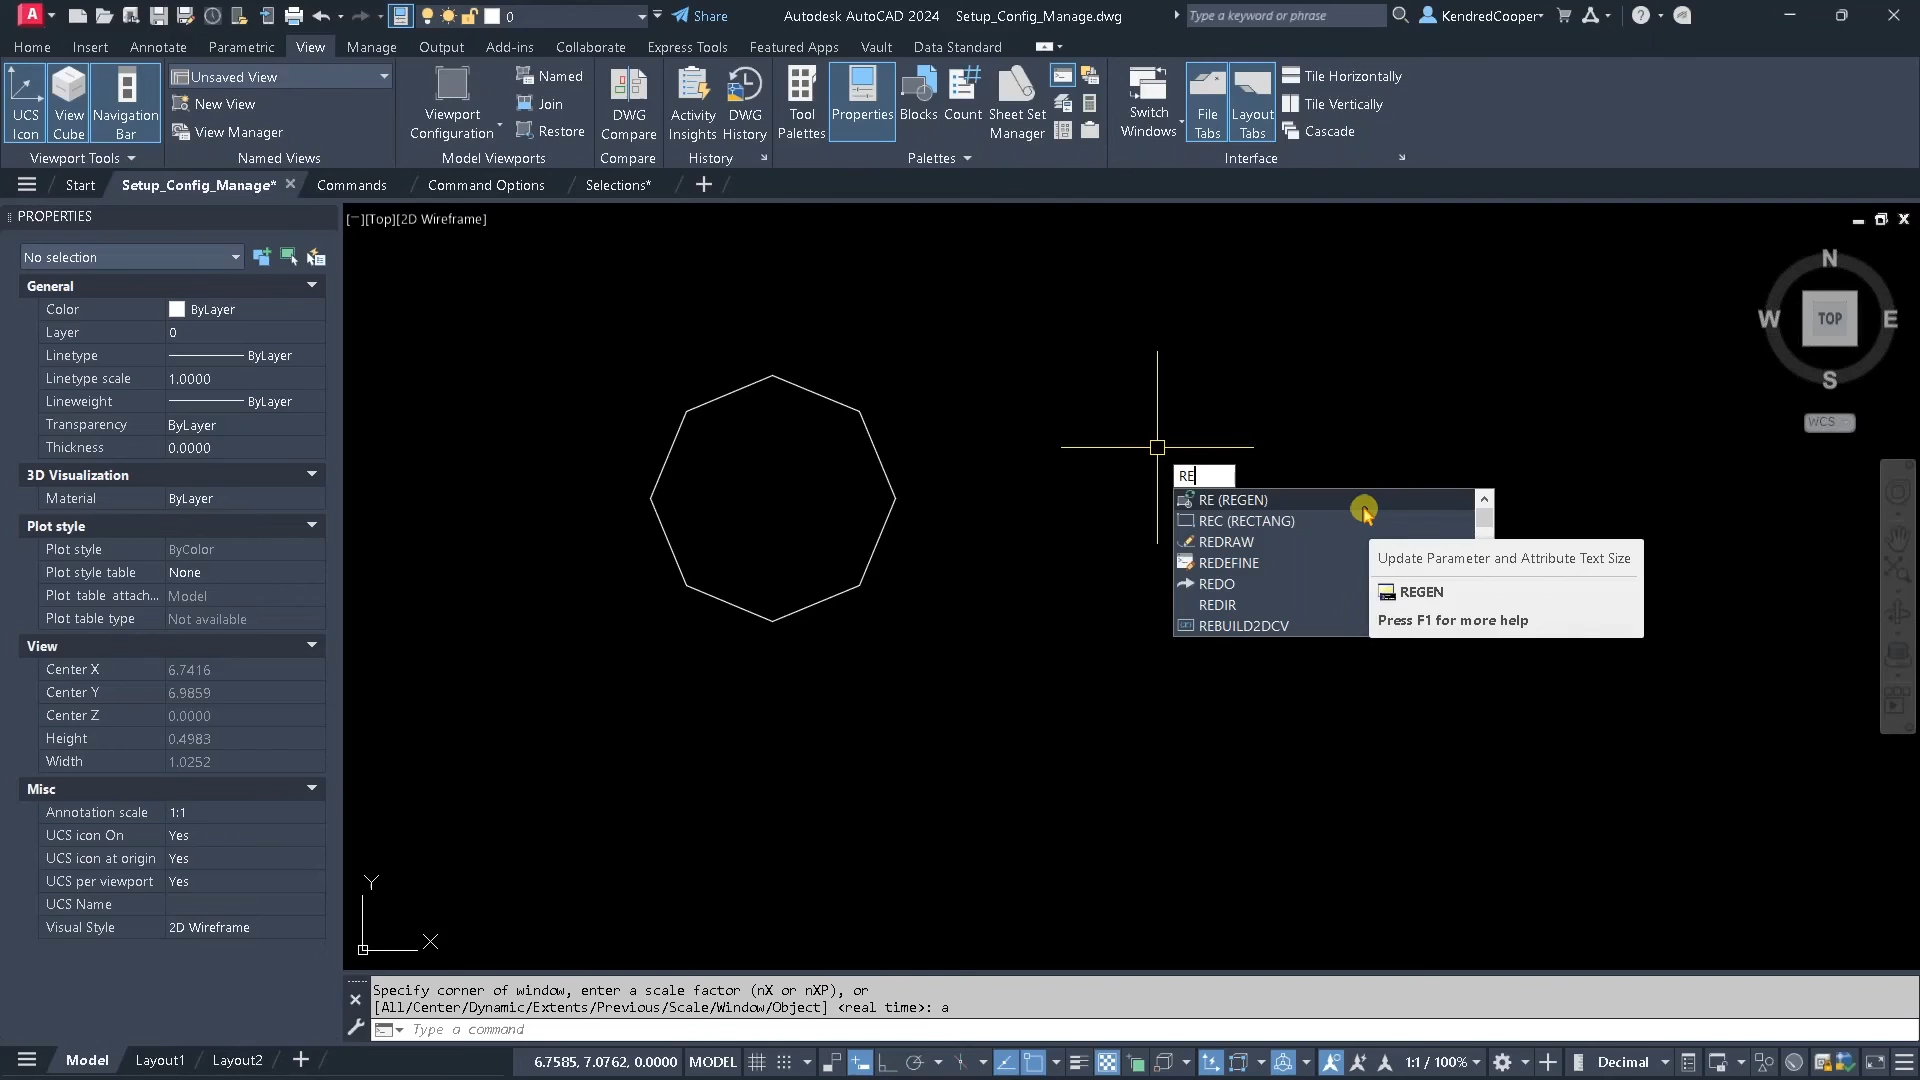 A 0 Share Autodesk AutoCAD 2024 Setup_Config_Manage.dwg Type a keyword or phrase KendredCooper
Home Insert Annotate Parametric View Manage Output Add-ins Collaborate Express Tools Featured Apps Vault Data Standard
UCS Icon
View Cube
Navigation Bar
Viewport Tools
Unsaved View
New View
View Manager
Named Views
Viewport Configuration
Named
Join
Restore
Model Viewports
DWG Compare
Compare
Activity Insights
DWG History
History
Tool Palettes
Properties
Blocks
Count
Sheet Set Manager
Palettes
Switch Windows
File Tabs
Layout Tabs
Tile Horizontally
Tile Vertically
Cascade
Interface
Start Setup_Config_Manage* Commands Command Options Selections*
PROPERTIES
No selection
General
Color ByLayer
Layer 0
Linetype ByLayer
Linetype scale 1.0000
Lineweight ByLayer
Transparency ByLayer
Thickness 0.0000
3D Visualization
Material ByLayer
Plot style
Plot style ByColor
Plot style table None
Plot table attach... Model
Plot table type Not available
View
Center X 6.7416
Center Y 6.9859
Center Z 0.0000
Height 0.4983
Width 1.0252
Misc
Annotation scale 1:1
UCS icon On Yes
UCS icon at origin Yes
UCS per viewport Yes
UCS Name
Visual Style 2D Wireframe
[−][Top][2D Wireframe]
N
W TOP E
S
WCS
RE
RE (REGEN)
REC (RECTANG)
REDRAW
REDEFINE
REDO
REDIR
REBUILD2DCV
Update Parameter and Attribute Text Size
REGEN
Press F1 for more help
Y
X
Specify corner of window, enter a scale factor (nX or nXP), or
[All/Center/Dynamic/Extents/Previous/Scale/Window/Object] <real time>: a
Type a command
Model Layout1 Layout2 6.7585, 7.0762, 0.0000 MODEL 1:1 / 100% Decimal